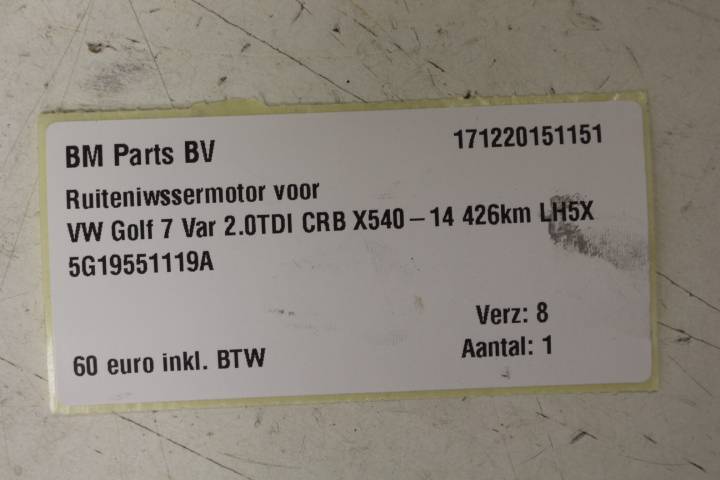 BM Parts BV 171220151151
Ruiteniwssermotor voor
VW Golf 7 Var 2.0TDI CRB X540-14 426km LH5X
5G19551119A
Verz: 8
60 euro inkl. BTW Aantal: 1